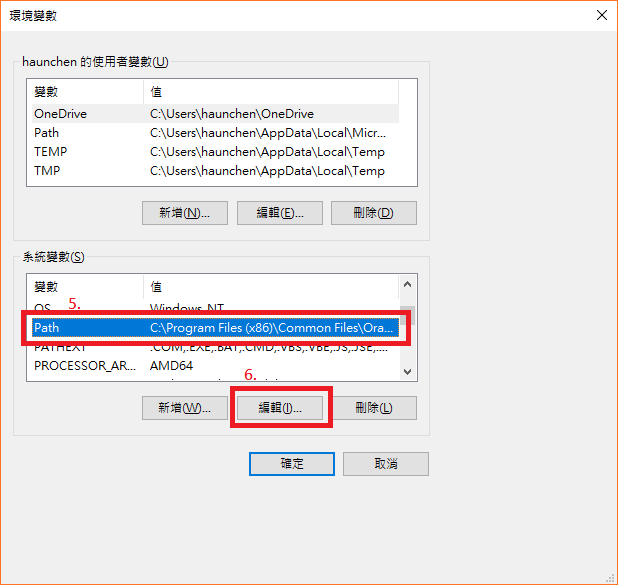 環境變數
haunchen 的使用者變數(U)
變數 值
OneDrive C:\Users\haunchen\OneDrive
Path C:\Users\haunchen\AppData\Local\Micr...
TEMP C:\Users\haunchen\AppData\Local\Temp
TMP C:\Users\haunchen\AppData\Local\Temp
新增(N)... 編輯(E)... 刪除(D)
系統變數(S)
變數 值
OS 5. Windows_NT
Path C:\Program Files (x86)\Common Files\Ora...
PATHEXT .COM;.EXE;.BAT;.CMD;.VBS;.VBE;.JS;.JSE;...
PROCESSOR_AR... AMD64
6.
新增(W)... 編輯(I)... 刪除(L)
確定 取消